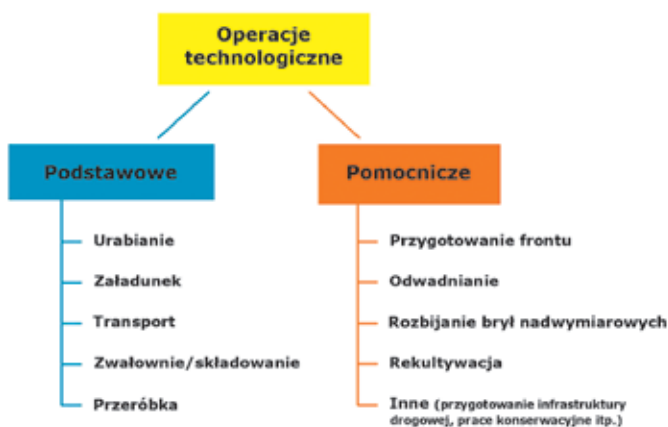 Operacje
technologiczne
Podstawowe
Urabianie
Załadunek
Transport
Zwałownie/składowanie
Przeróbka
Pomocnicze
Przygotowanie frontu
Odwadnianie
Rozbijanie brył nadwymiarowych
Rekultywacja
Inne (przygotowanie infrastruktury
drogowej, prace konserwacyjne itp.)